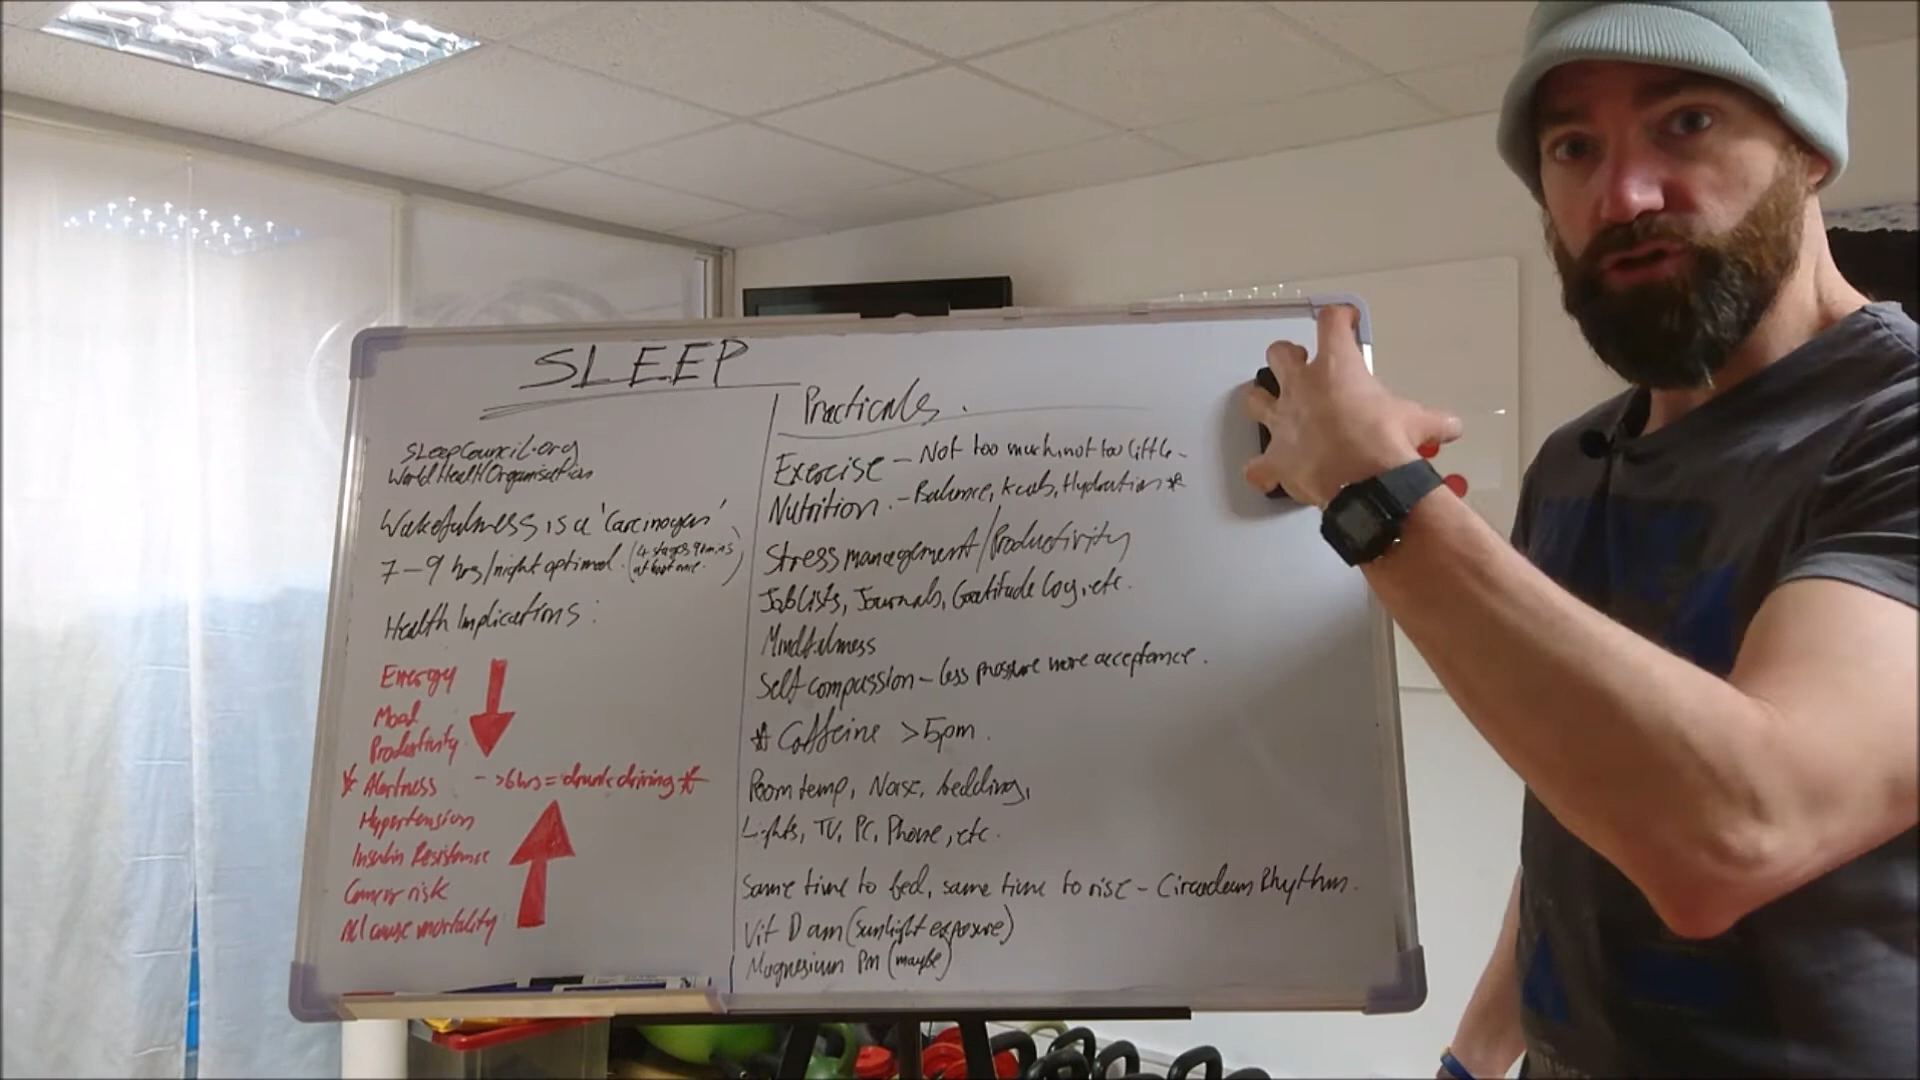 SLEEP
SleepCouncil.org
World Health Organisation
Wakefulness is a 'Carcinogen'
7-9 hrs/night optimal. (4 stages 90mins at least once.)
Health Implications:
Energy
Mood
Productivity
* Alertness - >6hrs = drunk driving *
Hypertension
Insulin Resistance
Cancer risk
All cause mortality
Practicals.
Exercise - Not too much, not too little -
Nutrition. - Balance, kcals, Hydration *
Stress management/Productivity
Job lists, Journals, Gratitude log, etc.
Mindfulness
Self compassion - less pressure more acceptance.
* Caffeine >5pm.
Room temp, Noise, bedding,
Lights, TV, PC, Phone, etc.
Same time to bed, same time to rise - Circadian Rhythm.
Vit D am (sunlight exposure)
Magnesium PM (maybe)